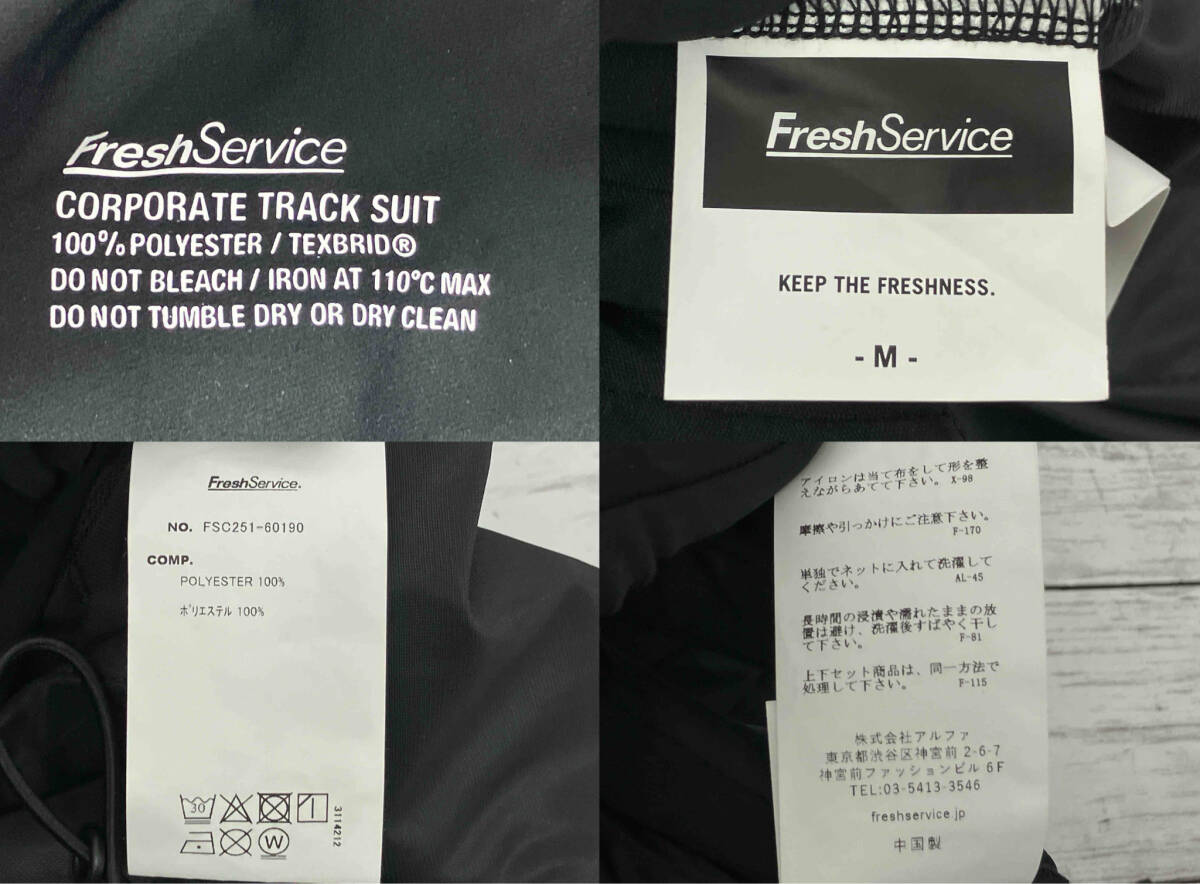 FreshService
CORPORATE TRACK SUIT
100% POLYESTER / TEXBRID®
DO NOT BLEACH / IRON AT 110°C MAX
DO NOT TUMBLE DRY OR DRY CLEAN
FreshService
KEEP THE FRESHNESS.
- M -
FreshService.
NO. FSC251-60190
COMP.
POLYESTER 100%
ポリエステル 100%
30
W
3114212
アイロンは当て布をして形を整
えながらあてて下さい。 X-98
摩擦や引っかけにご注意下さい。
F-170
単独でネットに入れて洗濯して
ください。 AL-45
長時間の浸漬や濡れたままの放
置は避け、洗濯後すばやく干し
て下さい。 F-81
上下セット商品は、同一方法で
処理して下さい。 F-115
株式会社アルファ
東京都渋谷区神宮前 2-6-7
神宮前ファッションビル 6F
TEL:03-5413-3546
freshservice.jp
中国製